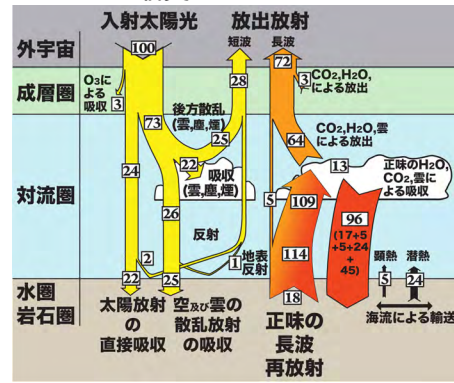 入射太陽光 放出放射
外宇宙 100 短波 長波 72
成層圏 O3による吸収 3 28 3 CO2,H2O,による放出
73 後方散乱(雲,塵,煙) 25 64 CO2,H2O,雲による放出
対流圏 24 22 吸収(雲,塵,煙) 13 正味のH2O,CO2,雲による吸収
26 5 109 96
反射 (17+5+5+24+45)
2 1 地表反射 114 顕熱 潜熱
22 25 5 24
水圏
岩石圏 18 海流による輸送
太陽放射の直接吸収
空及び雲の散乱放射の吸収
正味の長波再放射